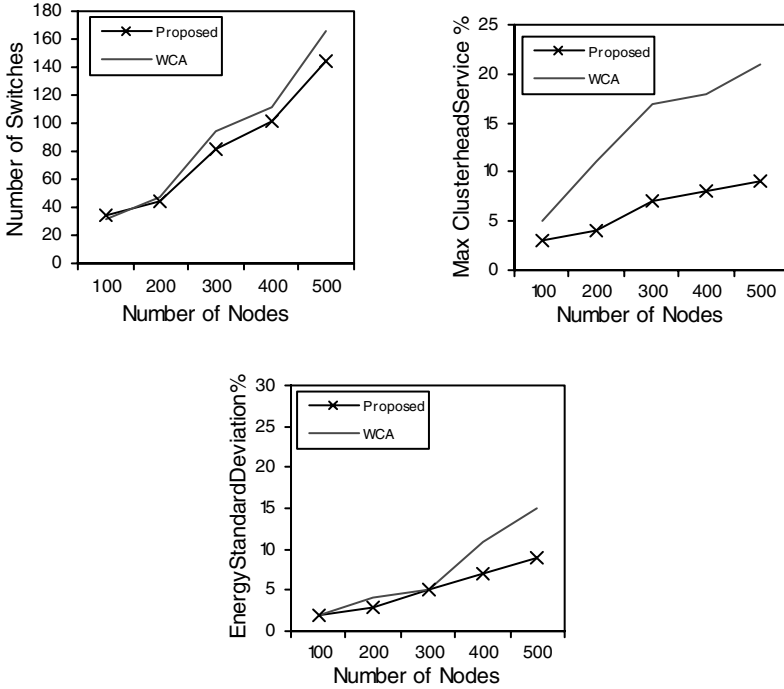 180
160
140
120
100
80
60
40
20
0
Number of Switches
Proposed
WCA
100 200 300 400 500
Number of Nodes
25
20
15
10
5
0
Max ClusterheadService %
Proposed
WCA
100 200 300 400 500
Number of Nodes
30
25
20
15
10
5
0
EnergyStandardDeviation%
Proposed
WCA
100 200 300 400 500
Number of Nodes